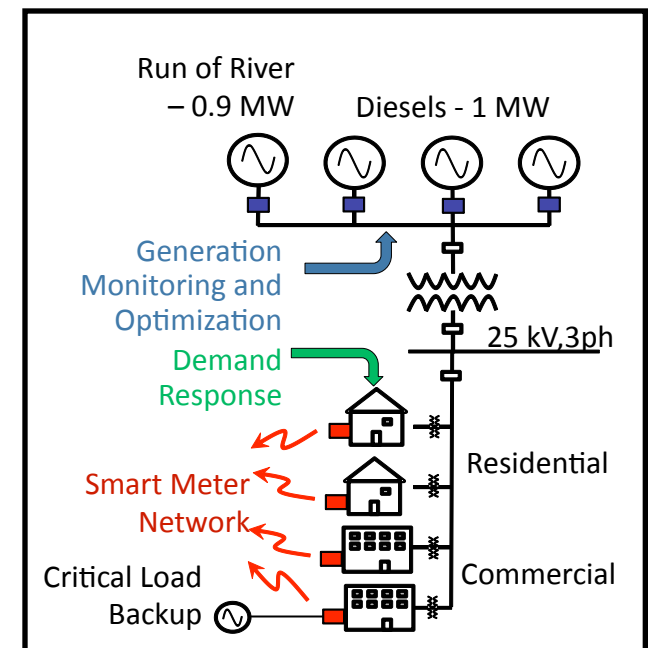 Run of River
– 0.9 MW
Diesels - 1 MW
Generation
Monitoring and
Optimization
25 kV,3ph
Demand
Response
Residential
Smart Meter
Network
Commercial
Critical Load
Backup